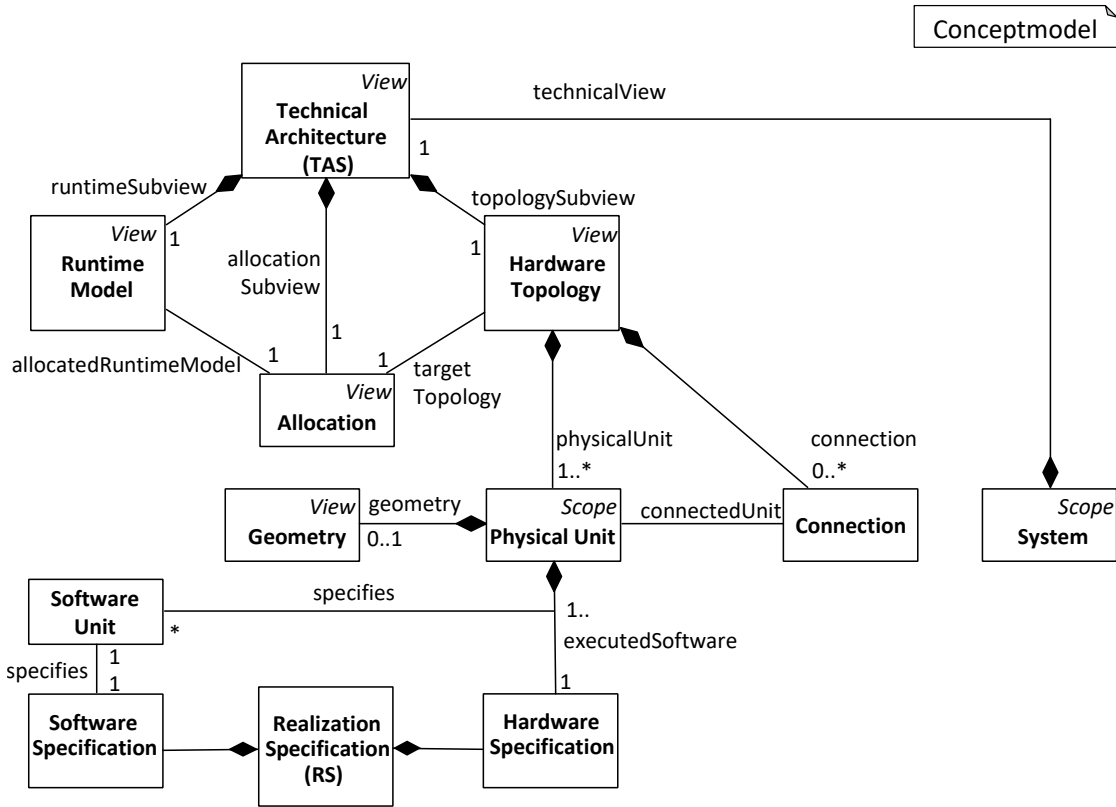 Conceptmodel
View
Technical
Architecture
(TAS)
technicalView
1
runtimeSubview
topologySubview
View
1
Runtime
Model
allocation
Subview
1
View
Hardware
Topology
1
allocatedRuntimeModel
1
1
target
Topology
View
Allocation
physicalUnit
1..*
connection
0..*
View
Geometry
geometry
0..1
Scope
Physical Unit
connectedUnit
Connection
Scope
System
Software
Unit
specifies
*
1..
executedSoftware
1
specifies
1
1
Software
Specification
Realization
Specification
(RS)
Hardware
Specification